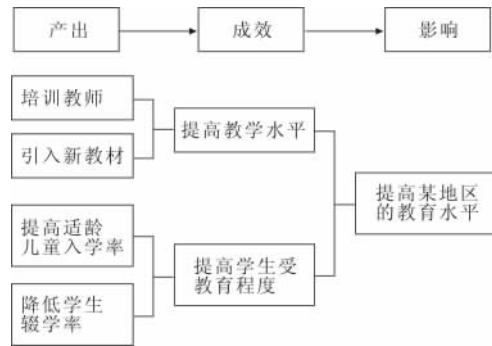 产出
成效
影响
培训教师
引入新教材
提高教学水平
提高适龄
儿童入学率
降低学生
辍学率
提高学生受
教育程度
提高某地区
的教育水平